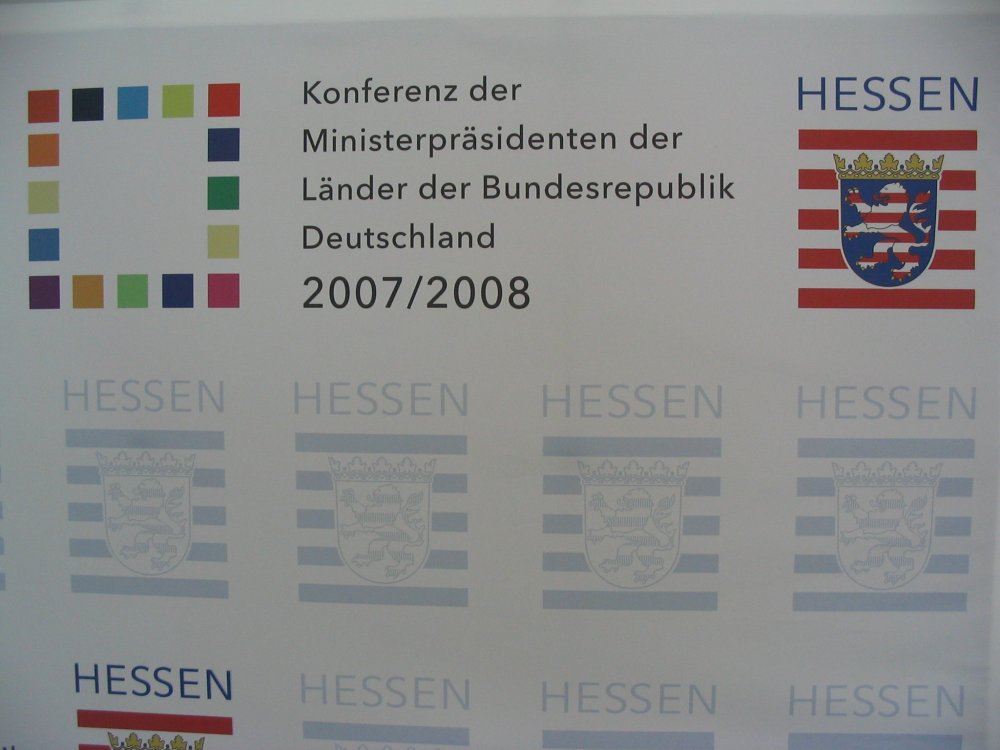 Konferenz der
Ministerpräsidenten der
Länder der Bundesrepublik
Deutschland
2007/2008
HESSEN
HESSEN HESSEN HESSEN HESSEN
HESSEN HESSEN HESSEN HESSEN